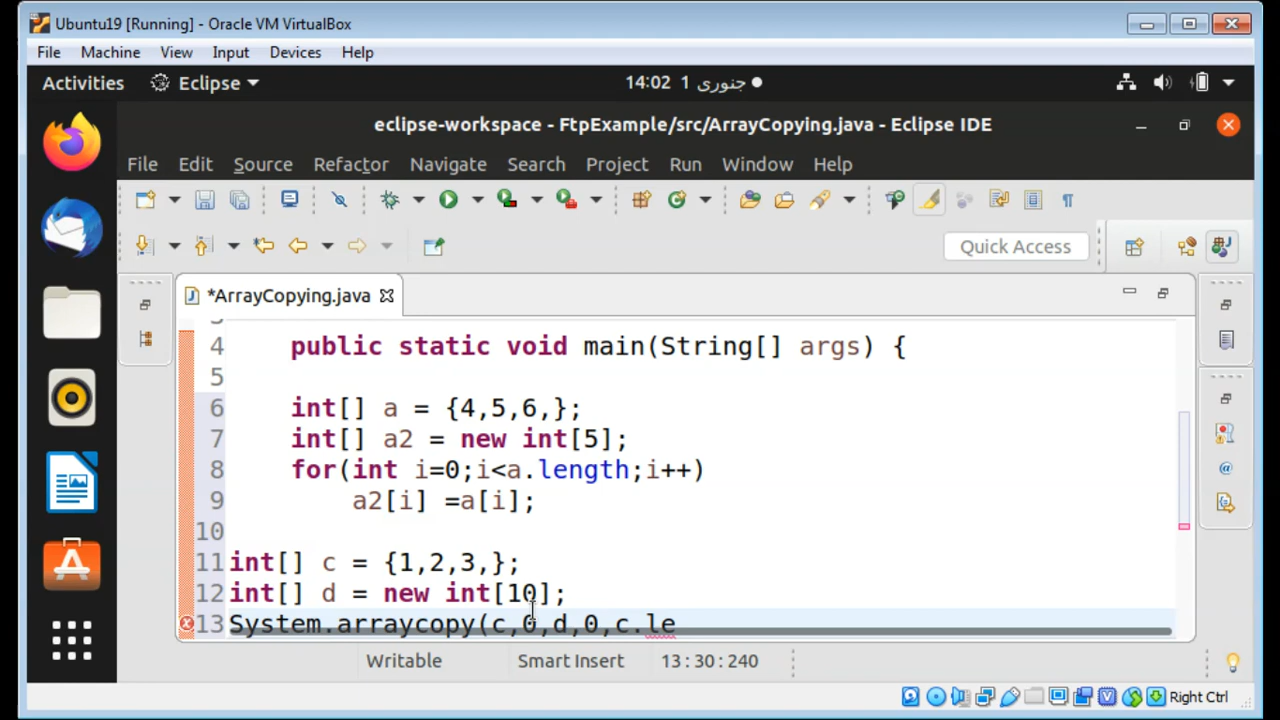 Ubuntu19 [Running] - Oracle VM VirtualBox
File Machine View Input Devices Help
Activities Eclipse 14:02 1 جنوری
eclipse-workspace - FtpExample/src/ArrayCopying.java - Eclipse IDE
File Edit Source Refactor Navigate Search Project Run Window Help
Quick Access
*ArrayCopying.java
4 public static void main(String[] args) {
5
6 int[] a = {4,5,6,};
7 int[] a2 = new int[5];
8 for(int i=0;i<a.length;i++)
9 a2[i] =a[i];
10
11 int[] c = {1,2,3,};
12 int[] d = new int[10];
13 System.arraycopy(c,0,d,0,c.le
Writable Smart Insert 13:30:240
Right Ctrl